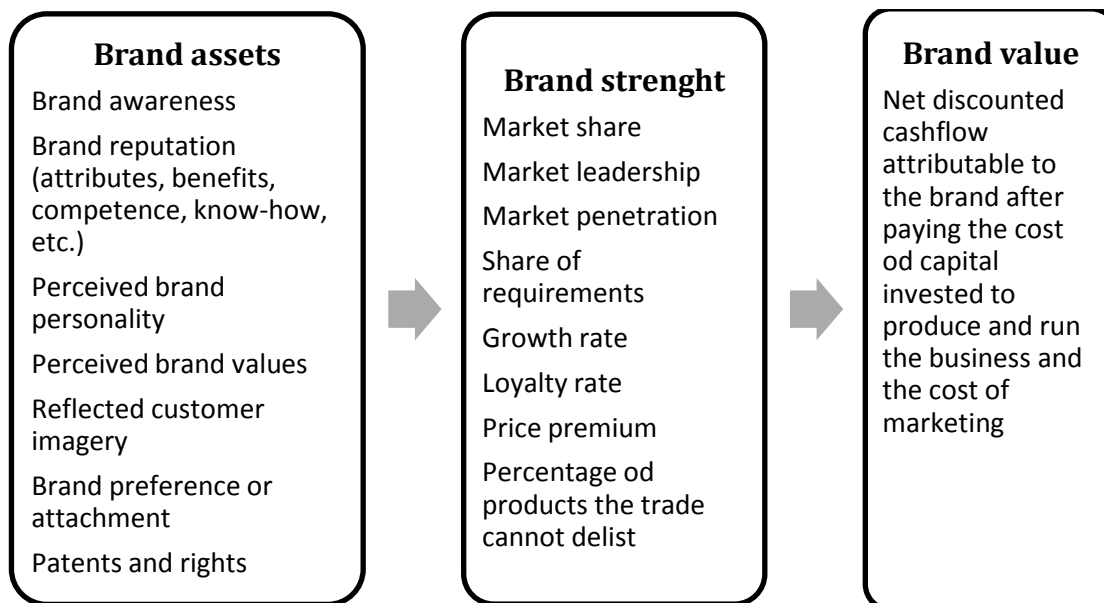 Brand assets
Brand awareness
Brand reputation
(attributes, benefits,
competence, know-how,
etc.)
Perceived brand
personality
Perceived brand values
Reflected customer
imagery
Brand preference or
attachment
Patents and rights
Brand strenght
Market share
Market leadership
Market penetration
Share of
requirements
Growth rate
Loyalty rate
Price premium
Percentage od
products the trade
cannot delist
Brand value
Net discounted
cashflow
attributable to
the brand after
paying the cost
od capital
invested to
produce and run
the business and
the cost of
marketing